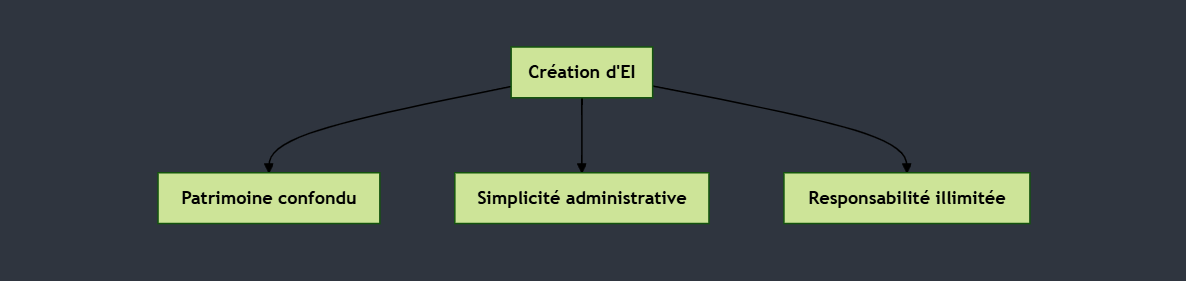 Création d'EI
Patrimoine confondu
Simplicité administrative
Responsabilité illimitée